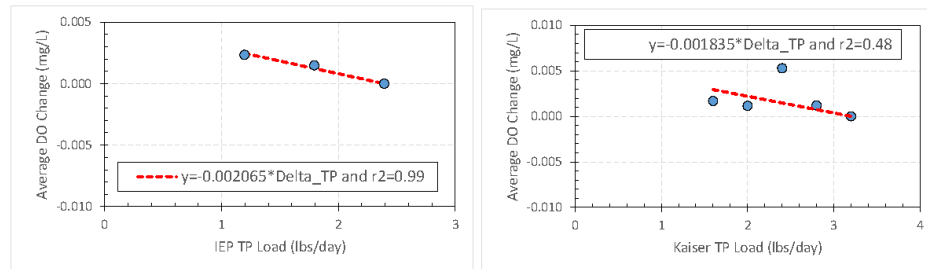 0.005
0.000
-0.005
-0.010
Average DO Change (mg/L)
y=-0.002065*Delta_TP and r2=0.99
0 1 2 3
IEP TP Load (lbs/day)
0.010
0.005
0.000
-0.005
-0.010
Average DO Change (mg/L)
y=-0.001835*Delta_TP and r2=0.48
0 1 2 3 4
Kaiser TP Load (lbs/day)